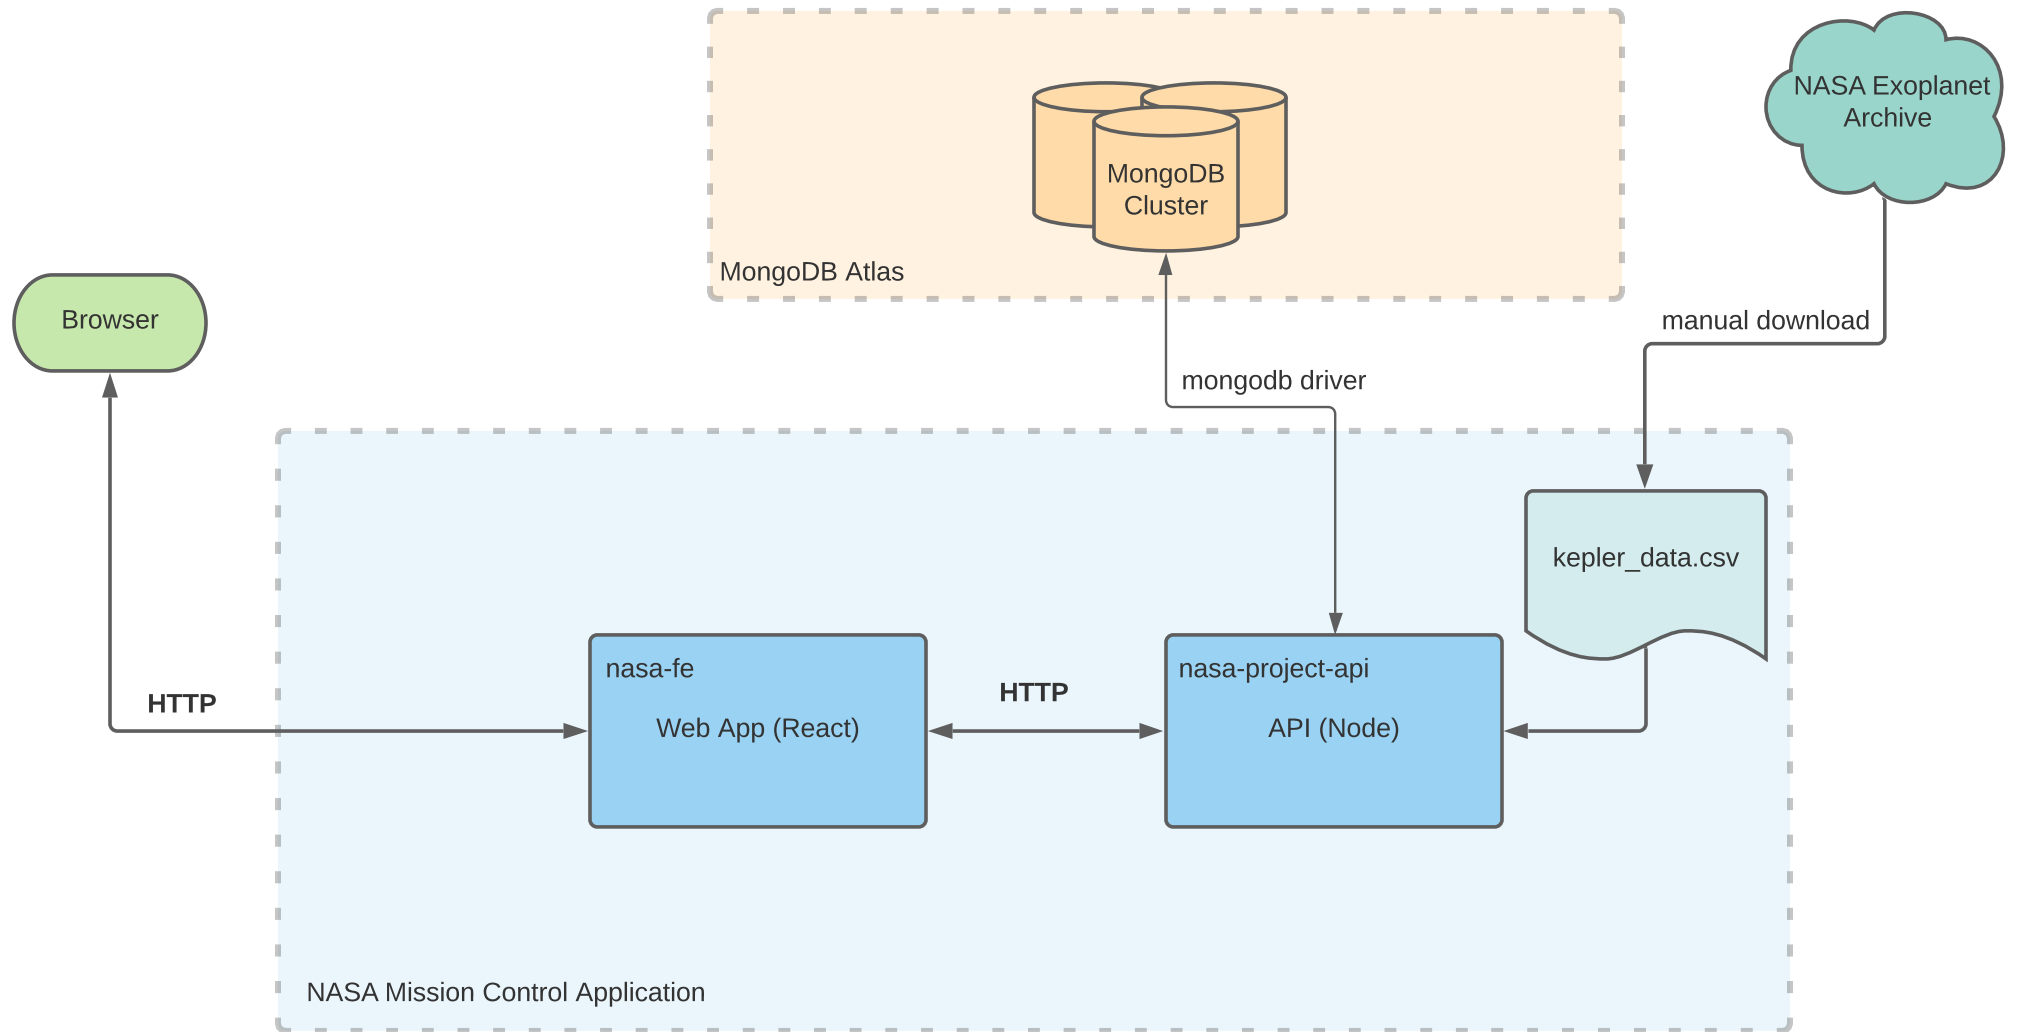 NASA Exoplanet
Archive
MongoDB
Cluster
MongoDB Atlas
Browser
manual download
mongodb driver
kepler_data.csv
nasa-fe
nasa-project-api
HTTP
HTTP
Web App (React)
API (Node)
NASA Mission Control Application